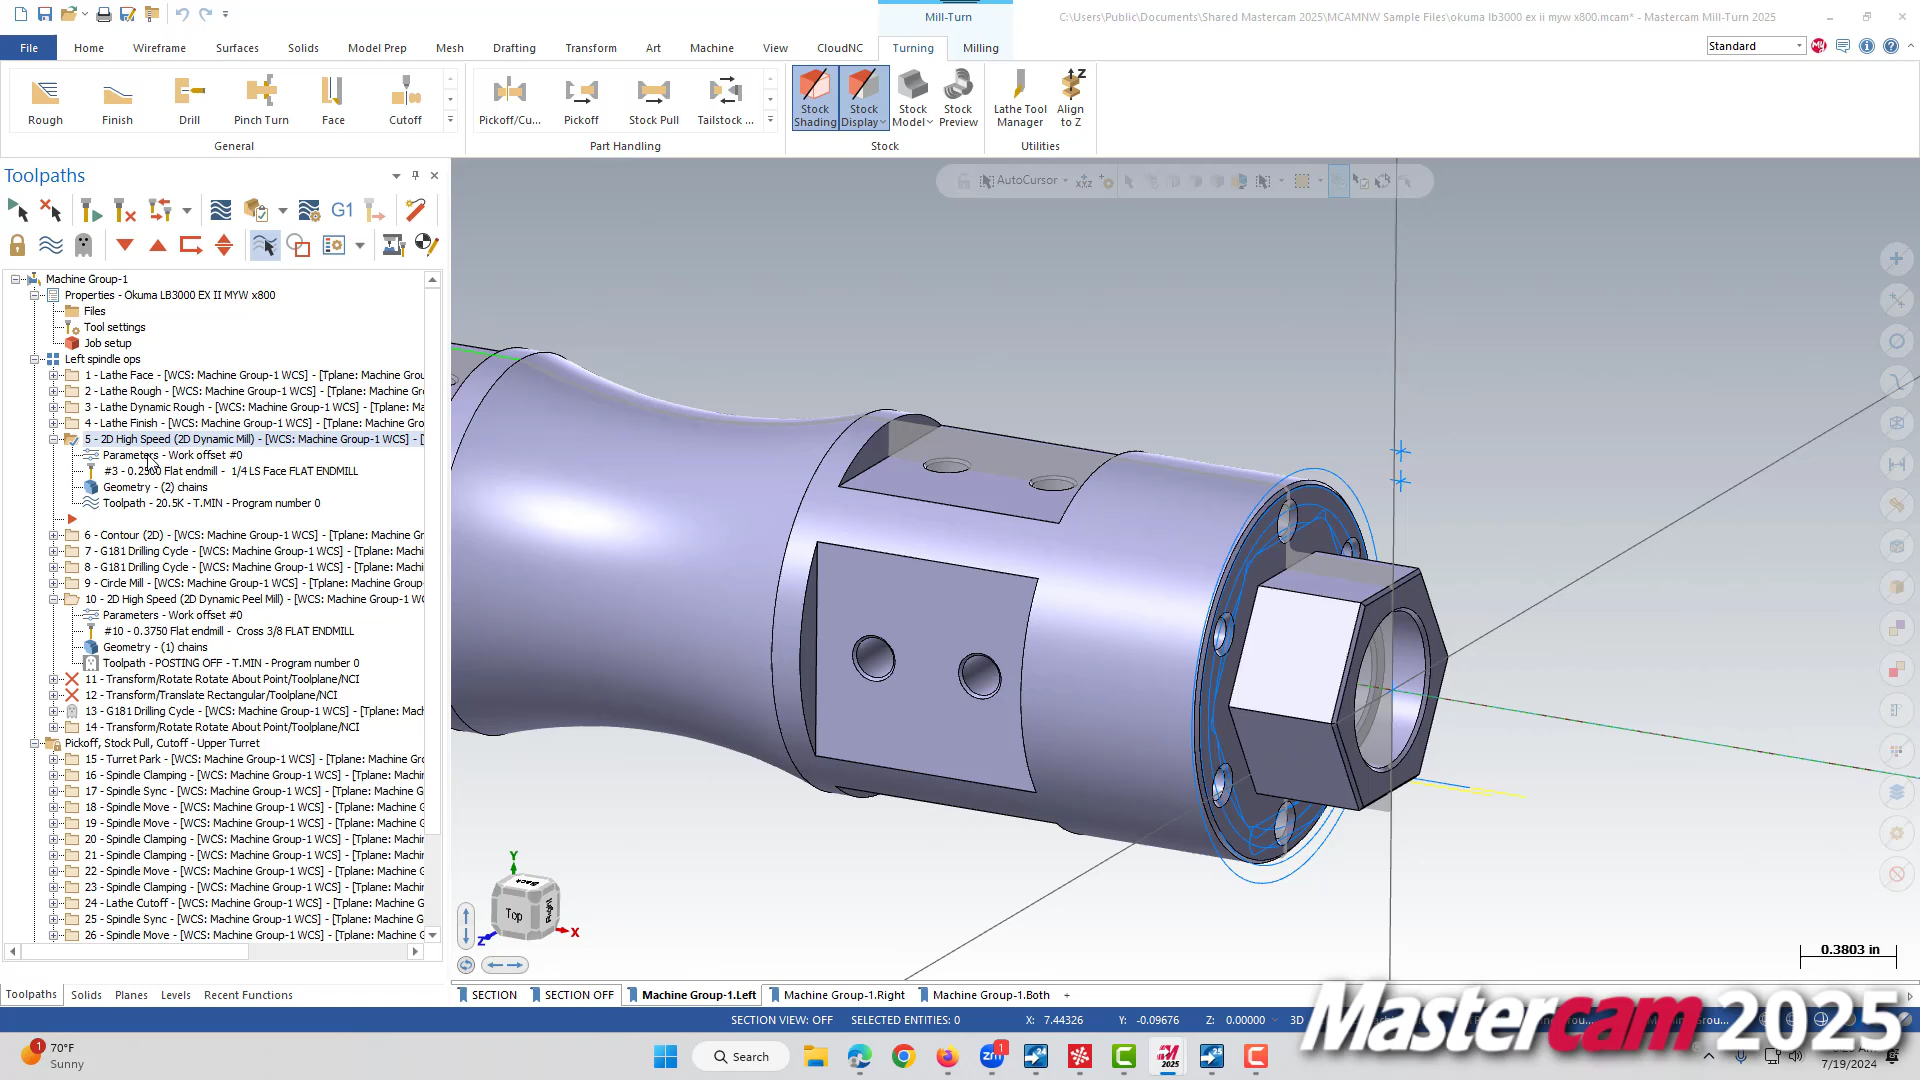 Mill-Turn
C:\Users\Public\Documents\Shared Mastercam 2025\MCAMNW Sample Files\okuma lb3000 ex ii myw x800.mcam* - Mastercam Mill-Turn 2025
File Home Wireframe Surfaces Solids Model Prep Mesh Drafting Transform Art Machine View CloudNC Turning Milling
Standard
Rough Finish Drill Pinch Turn Face Cutoff
Pickoff/Cu... Pickoff Stock Pull Tailstock ...
Stock Shading Stock Display Stock Model Stock Preview
Lathe Tool Manager Align to Z
General Part Handling Stock Utilities
Toolpaths
AutoCursor
G1
Machine Group-1
Properties - Okuma LB3000 EX II MYW x800
Files
Tool settings
Job setup
Left spindle ops
1 - Lathe Face - [WCS: Machine Group-1 WCS] - [Tplane: Machine Grou
2 - Lathe Rough - [WCS: Machine Group-1 WCS] - [Tplane: Machine Gr
3 - Lathe Dynamic Rough - [WCS: Machine Group-1 WCS] - [Tplane: Ma
4 - Lathe Finish - [WCS: Machine Group-1 WCS] - [Tplane: Machine Gro
5 - 2D High Speed (2D Dynamic Mill) - [WCS: Machine Group-1 WCS] - [
Parameters - Work offset #0
#3 - 0.2500 Flat endmill - 1/4 LS Face FLAT ENDMILL
Geometry - (2) chains
Toolpath - 20.5K - T.MIN - Program number 0
6 - Contour (2D) - [WCS: Machine Group-1 WCS] - [Tplane: Machine Gr
7 - G181 Drilling Cycle - [WCS: Machine Group-1 WCS] - [Tplane: Machi
8 - G181 Drilling Cycle - [WCS: Machine Group-1 WCS] - [Tplane: Machi
9 - Circle Mill - [WCS: Machine Group-1 WCS] - [Tplane: Machine Group
10 - 2D High Speed (2D Dynamic Peel Mill) - [WCS: Machine Group-1 W
Parameters - Work offset #0
#10 - 0.3750 Flat endmill - Cross 3/8 FLAT ENDMILL
Geometry - (1) chains
Toolpath - POSTING OFF - T.MIN - Program number 0
11 - Transform/Rotate Rotate About Point/Toolplane/NCI
12 - Transform/Translate Rectangular/Toolplane/NCI
13 - G181 Drilling Cycle - [WCS: Machine Group-1 WCS] - [Tplane: Mach
14 - Transform/Rotate Rotate About Point/Toolplane/NCI
Pickoff, Stock Pull, Cutoff - Upper Turret
15 - Turret Park - [WCS: Machine Group-1 WCS] - [Tplane: Machine Gro
16 - Spindle Clamping - [WCS: Machine Group-1 WCS] - [Tplane: Machi
17 - Spindle Sync - [WCS: Machine Group-1 WCS] - [Tplane: Machine G
18 - Spindle Move - [WCS: Machine Group-1 WCS] - [Tplane: Machine G
19 - Spindle Move - [WCS: Machine Group-1 WCS] - [Tplane: Machine G
20 - Spindle Clamping - [WCS: Machine Group-1 WCS] - [Tplane: Machi
21 - Spindle Clamping - [WCS: Machine Group-1 WCS] - [Tplane: Machi
22 - Spindle Move - [WCS: Machine Group-1 WCS] - [Tplane: Machine G
23 - Spindle Clamping - [WCS: Machine Group-1 WCS] - [Tplane: Machi
24 - Lathe Cutoff - [WCS: Machine Group-1 WCS] - [Tplane: Machine Gr
25 - Spindle Sync - [WCS: Machine Group-1 WCS] - [Tplane: Machine G
26 - Spindle Move - [WCS: Machine Group-1 WCS] - [Tplane: Machine G
Y
Back
Top
Right
Z
X
0.3803 in
Toolpaths Solids Planes Levels Recent Functions
SECTION SECTION OFF Machine Group-1.Left Machine Group-1.Right Machine Group-1.Both +
SECTION VIEW: OFF SELECTED ENTITIES: 0 X: 7.44326 Y: -0.09676 Z: 0.00000 3D
Mastercam 2025
70°F
Sunny
Search
7/19/2024